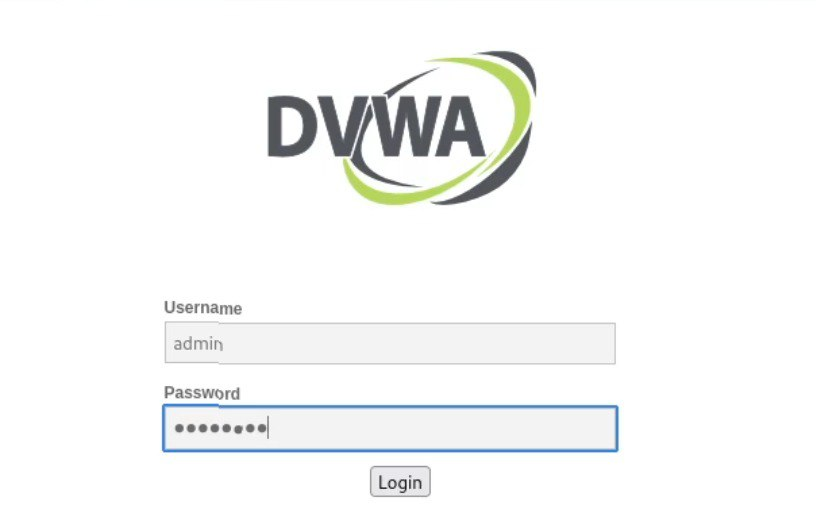 DVWA
Username
admin
Password
••••••••
Login